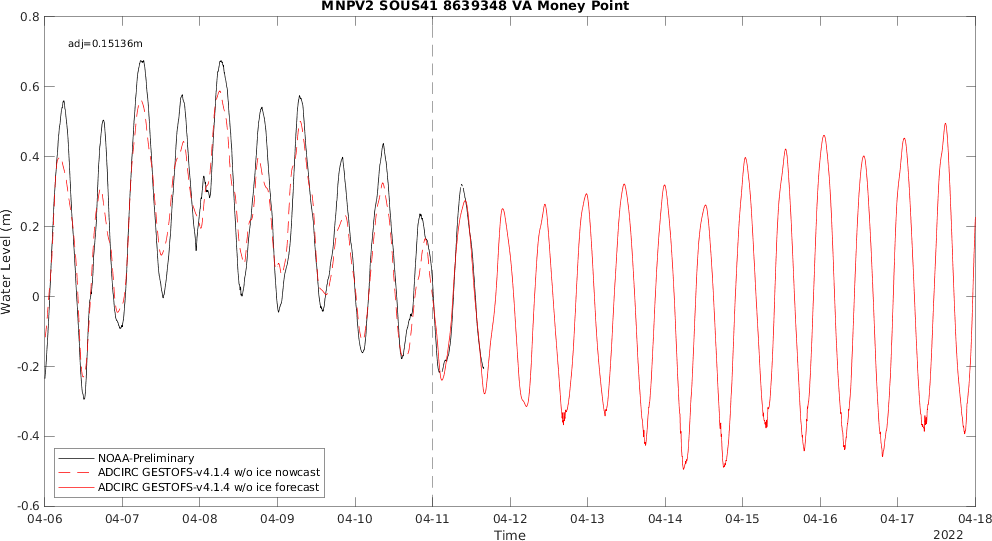 MNPV2 SOUS41 8639348 VA Money Point
adj=0.15136m
0.8
0.6
0.4
0.2
0
-0.2
-0.4
-0.6
Water Level (m)
NOAA-Preliminary
ADCIRC GESTOFS-v4.1.4 w/o ice nowcast
ADCIRC GESTOFS-v4.1.4 w/o ice forecast
04-06 04-07 04-08 04-09 04-10 04-11 04-12 04-13 04-14 04-15 04-16 04-17 04-18
Time
2022